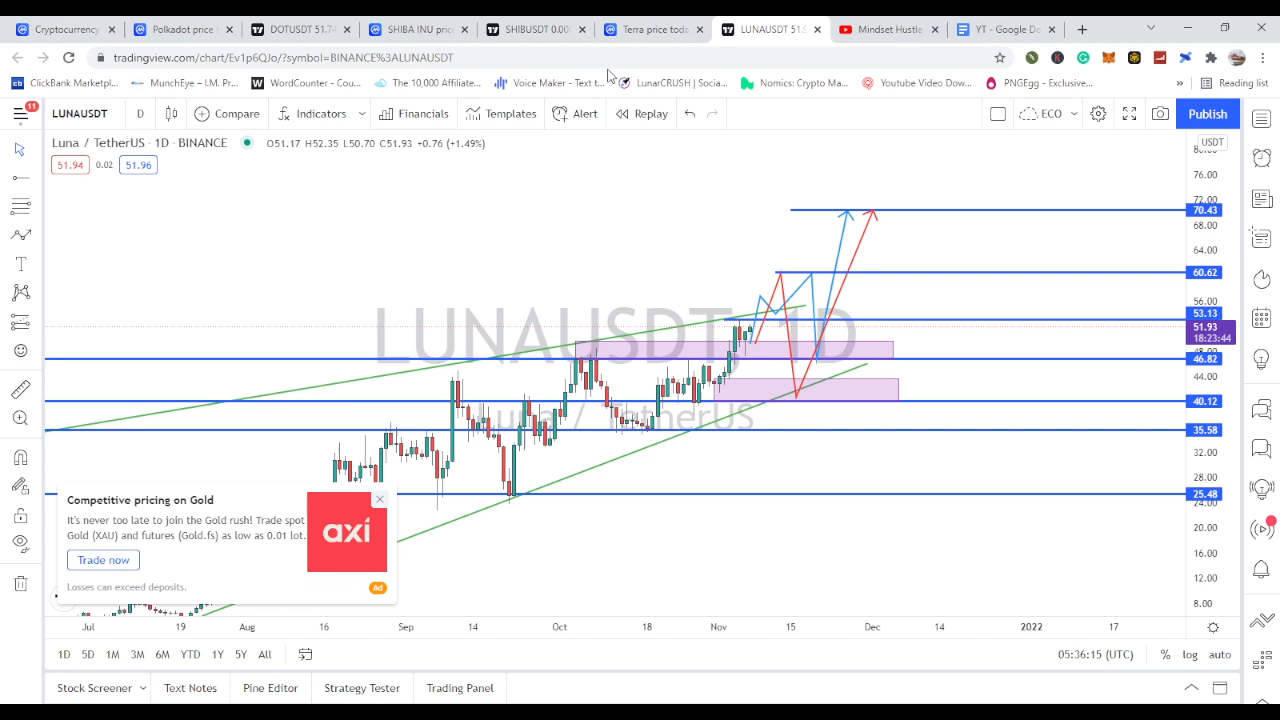 Cryptocurrency
Polkadot price
DOTUSDT 51.74
SHIBA INU pric
SHIBUSDT 0.00
Terra price toda
LUNAUSDT 51.9
Mindset Hustle
YT - Google Do
tradingview.com/chart/Ev1p6QJo/?symbol=BINANCE%3ALUNAUSDT
ClickBank Marketpl...
MunchEye – I.M. Pr...
WordCounter - Cou...
The 10,000 Affiliate...
Voice Maker - Text t...
LunarCRUSH | Socia...
Nomics: Crypto Ma...
Youtube Video Dow...
PNGEgg - Exclusive...
»
Reading list
11
LUNAUSDT
D
Compare
Indicators
Financials
Templates
Alert
Replay
ECO
Publish
Luna / TetherUS · 1D · BINANCE
O51.17 H52.35 L50.70 C51.93 +0.76 (+1.49%)
51.94
0.02
51.96
USDT
80.00
76.00
72.00
70.43
68.00
64.00
60.62
56.00
53.13
51.93
18:23:44
48.00
46.82
44.00
40.12
35.58
32.00
28.00
25.48
24.00
20.00
16.00
12.00
8.00
LUNAUSDT, 1D
Luna / TetherUS
Competitive pricing on Gold
It's never too late to join the Gold rush! Trade spot
Gold (XAU) and futures (Gold.fs) as low as 0.01 lot.
Trade now
Losses can exceed deposits.
axi
Ad
Jul
19
Aug
16
Sep
14
Oct
18
Nov
15
Dec
14
2022
17
1D
5D
1M
3M
6M
YTD
1Y
5Y
All
05:36:15 (UTC)
%
log
auto
Stock Screener
Text Notes
Pine Editor
Strategy Tester
Trading Panel